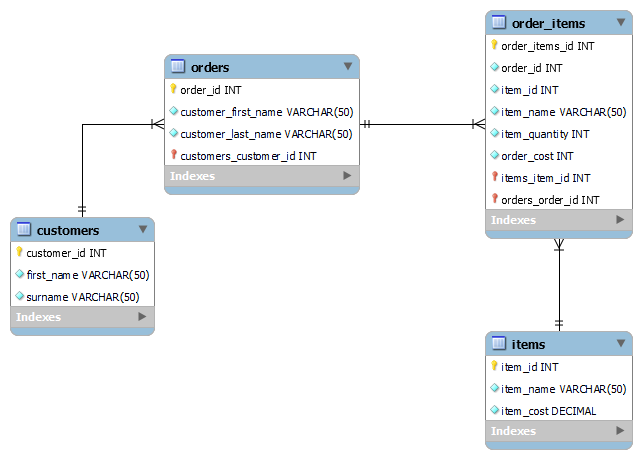 order_items
order_items_id INT
order_id INT
item_id INT
item_name VARCHAR(50)
item_quantity INT
order_cost INT
items_item_id INT
orders_order_id INT
Indexes
orders
order_id INT
customer_first_name VARCHAR(50)
customer_last_name VARCHAR(50)
customers_customer_id INT
Indexes
customers
customer_id INT
first_name VARCHAR(50)
surname VARCHAR(50)
Indexes
items
item_id INT
item_name VARCHAR(50)
item_cost DECIMAL
Indexes